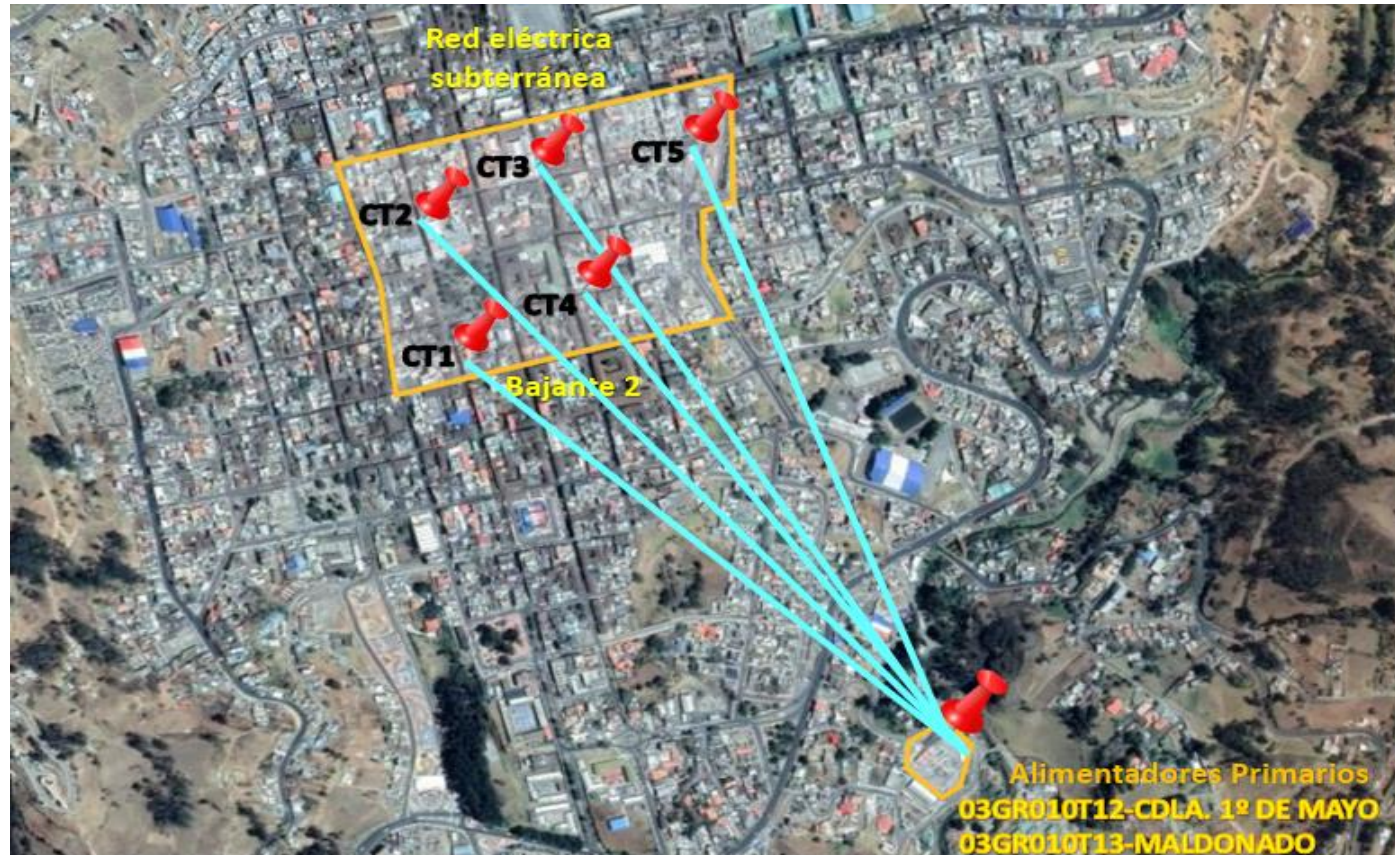 Red eléctrica
subterránea
CT3
CT5
CT2
CT4
CT1
Bajante 2
Alimentadores Primarios
03GR010T12-CDLA. 1º DE MAYO
03GR010T13-MALDONADO